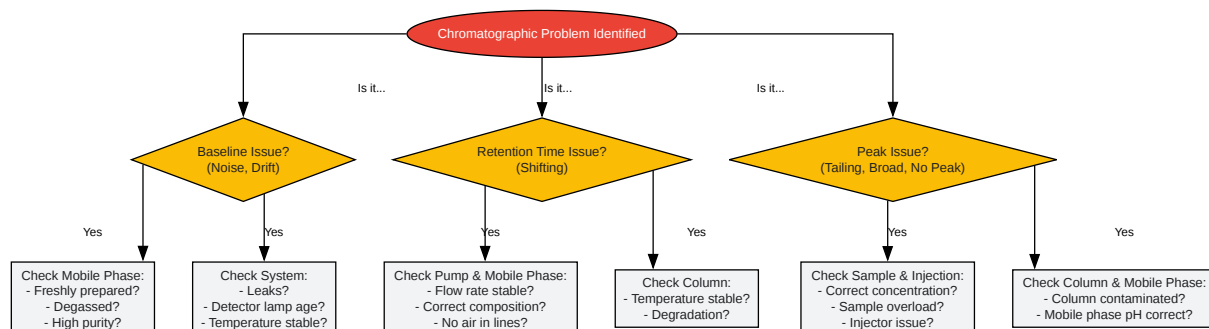 Chromatographic Problem Identified
Is it...
Is it...
Is it...
Baseline Issue?
(Noise, Drift)
Retention Time Issue?
(Shifting)
Peak Issue?
(Tailing, Broad, No Peak)
Yes
Yes
Yes
Yes
Yes
Yes
Check Mobile Phase:
- Freshly prepared?
- Degassed?
- High purity?
Check System:
- Leaks?
- Detector lamp age?
- Temperature stable?
Check Pump & Mobile Phase:
- Flow rate stable?
- Correct composition?
- No air in lines?
Check Column:
- Temperature stable?
- Degradation?
Check Sample & Injection:
- Correct concentration?
- Sample overload?
- Injector issue?
Check Column & Mobile Phase:
- Column contaminated?
- Mobile phase pH correct?